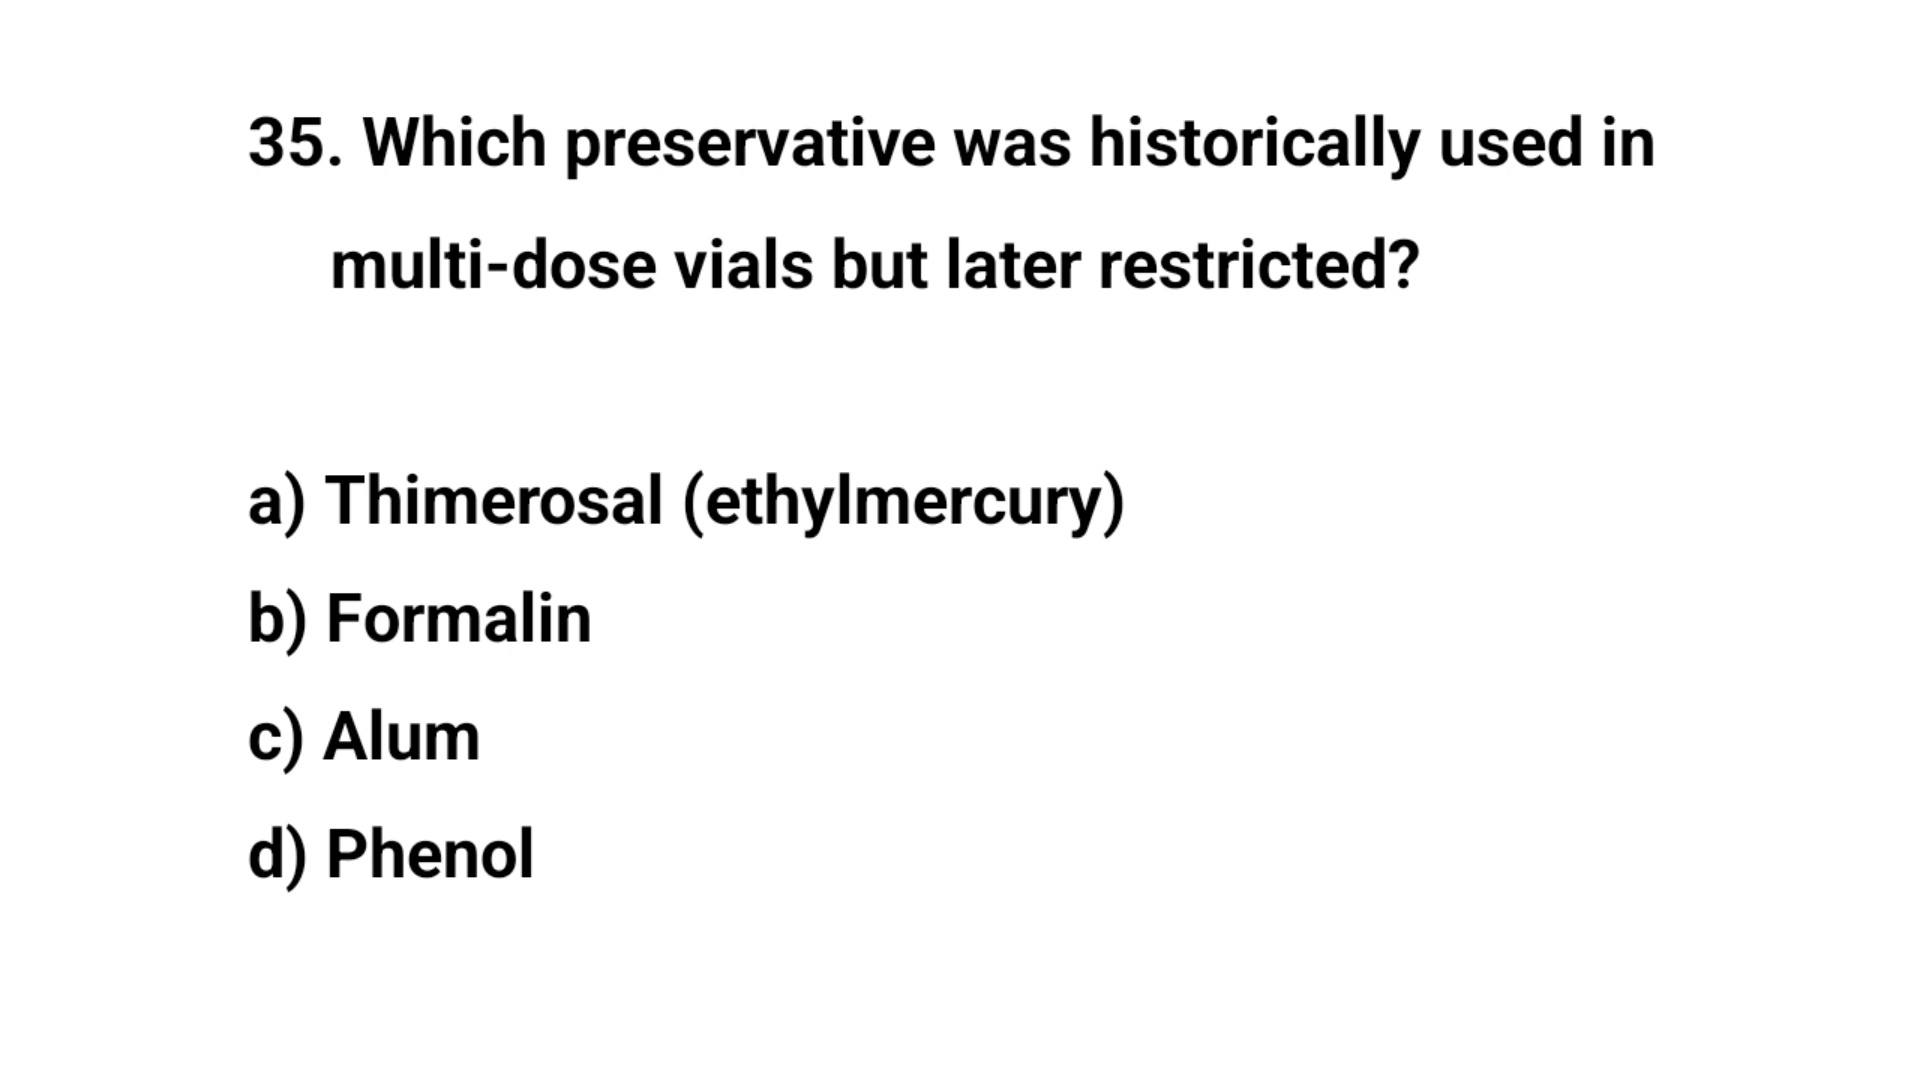 35. Which preservative was historically used in
multi-dose vials but later restricted?
a) Thimerosal (ethylmercury)
b) Formalin
c) Alum
d) Phenol